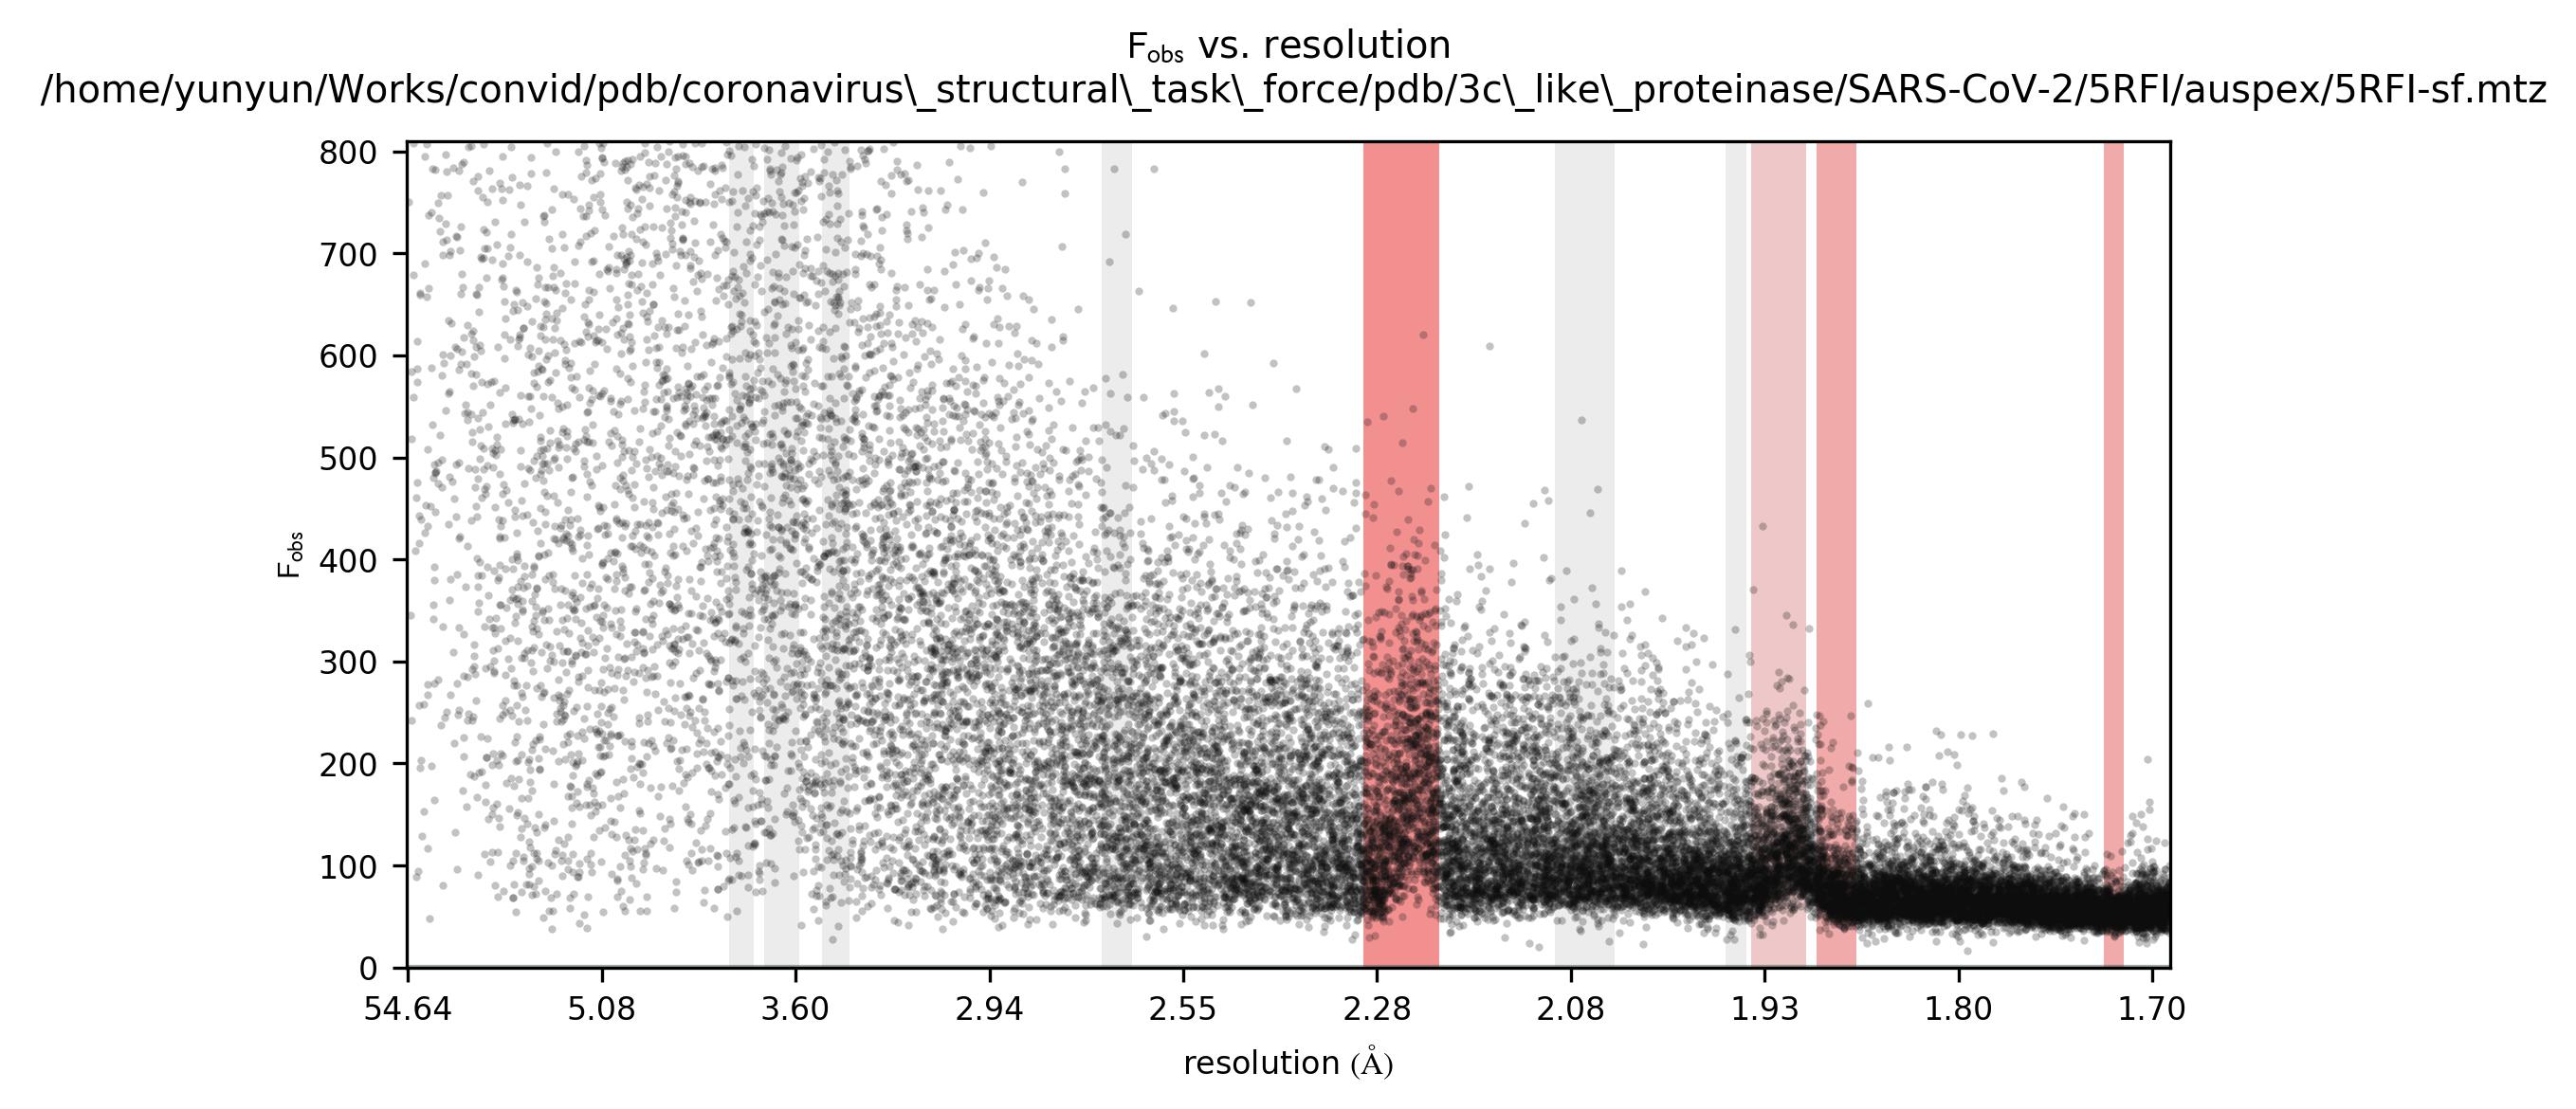 Fobs vs. resolution
/home/yunyun/Works/convid/pdb/coronavirus\_structural\_task\_force/pdb/3c\_like\_proteinase/SARS-CoV-2/5RFI/auspex/5RFI-sf.mtz
800
700
600
500
400
300
200
100
0
Fobs
54.64 5.08 3.60 2.94 2.55 2.28 2.08 1.93 1.80 1.70
resolution (Å)